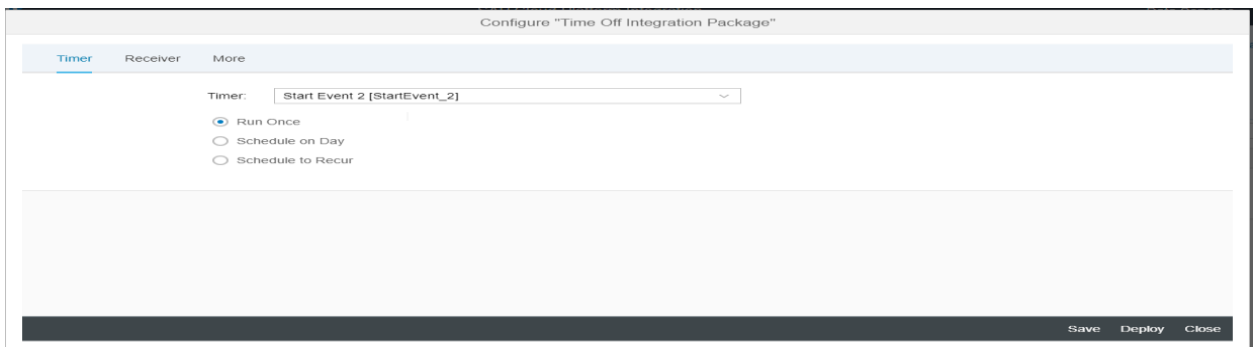 Configure "Time Off Integration Package"
Timer Receiver More
Timer: Start Event 2 [StartEvent_2]
Run Once
Schedule on Day
Schedule to Recur
Save Deploy Close